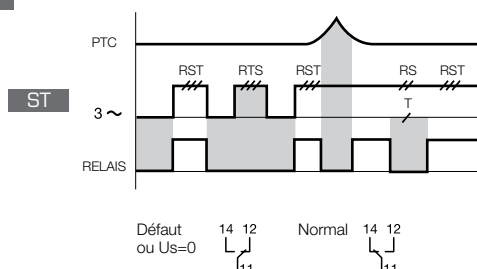 PTC
RST RTS RST RS RST
ST
T
3~
RELAIS
Défaut 14 12 Normal 14 12
ou Us=0
11 11